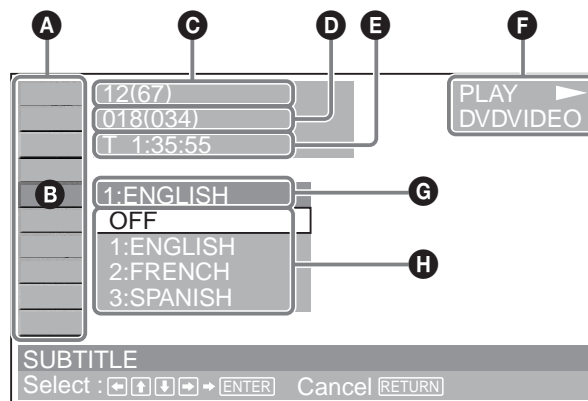 A C D E F
12(67)
018(034)
T 1:35:55
PLAY
DVDVIDEO
B
1:ENGLISH
G
OFF
1:ENGLISH
2:FRENCH
3:SPANISH
H
SUBTITLE
Select : ENTER Cancel RETURN